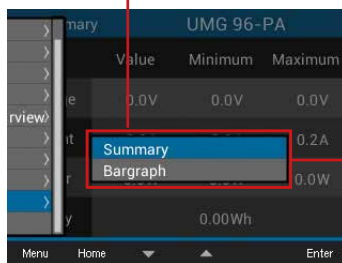 mary UMG 96-PA
Value Minimum Maximum
e 0.0V 0.0V 0.0V
rview
nt 0.2A
Summary
Bargraph
r 0.0W
y 0.00Wh
Menu Home Enter